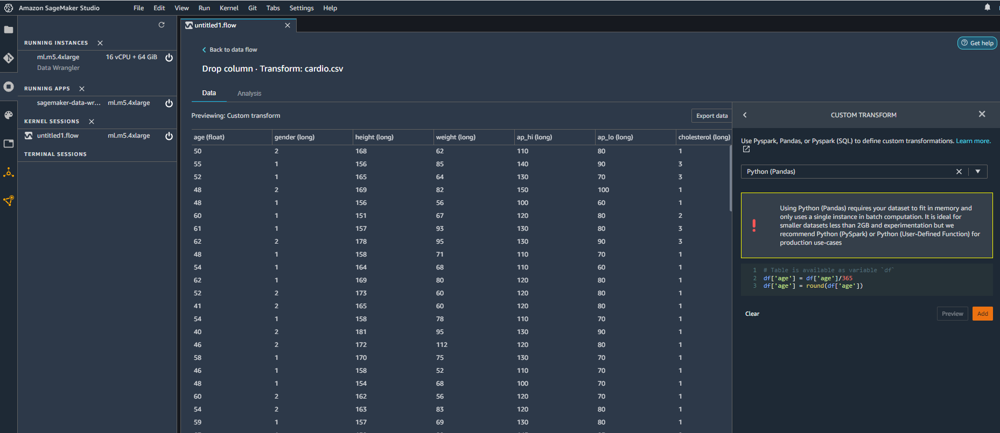 Amazon SageMaker Studio File Edit View Run Kernel Git Tabs Settings Help
RUNNING INSTANCES
ml.m5.4xlarge 16 vCPU + 64 GiB
Data Wrangler
RUNNING APPS
sagemaker-data-wr... ml.m5.4xlarge
KERNEL SESSIONS
untitled1.flow ml.m5.4xlarge
TERMINAL SESSIONS
untitled1.flow
Get help
Back to data flow
Drop column · Transform: cardio.csv
Data Analysis
Previewing: Custom transform Export data
age (float) gender (long) height (long) weight (long) ap_hi (long) ap_lo (long) cholesterol (long)
50 2 168 62 110 80 1
55 1 156 85 140 90 3
52 1 165 64 130 70 3
48 2 169 82 150 100 1
48 1 156 56 100 60 1
60 1 151 67 120 80 2
61 1 157 93 130 80 3
62 2 178 95 130 90 3
48 1 158 71 110 70 1
54 1 164 68 110 60 1
62 1 169 80 120 80 1
52 2 173 60 120 80 1
41 2 165 60 120 80 1
54 1 158 78 110 70 1
40 2 181 95 130 90 1
46 2 172 112 120 80 1
58 1 170 75 130 70 1
46 1 158 52 110 70 1
48 1 154 68 100 70 1
60 2 162 56 120 70 1
54 2 163 83 120 80 1
59 1 157 69 130 80 1
CUSTOM TRANSFORM
Use Pyspark, Pandas, or Pyspark (SQL) to define custom transformations. Learn more.
Python (Pandas)
Using Python (Pandas) requires your dataset to fit in memory and
only uses a single instance in batch computation. It is ideal for
smaller datasets less than 2GB and experimentation but we
recommend Python (PySpark) or Python (User-Defined Function) for
production use-cases
1 # Table is available as variable `df`
2 df['age'] = df['age']/365
3 df['age'] = round(df['age'])
Clear Preview Add